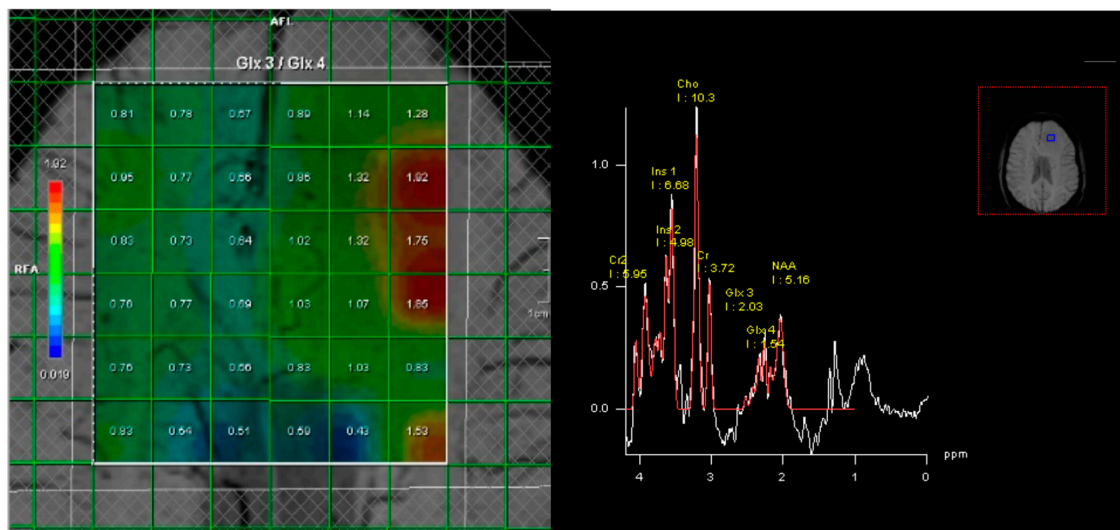 AFL
Glx 3 / Glx 4
0.81 0.78 0.67 0.89 1.14 1.28
1.92
0.95 0.77 0.66 0.96 1.32 1.92
0.83 0.73 0.64 1.02 1.32 1.75
RFA
0.76 0.77 0.69 1.03 1.07 1.85
1cm
0.76 0.73 0.66 0.83 1.03 0.83
0.019
0.83 0.54 0.51 0.59 0.43 1.53
Cho
I : 10.3
1.0
Ins 1
I : 6.68
Ins 2
I : 4.98
Cr2
I : 5.95
Cr
I : 3.72
NAA
I : 5.16
0.5
Glx 3
I : 2.03
Glx 4
I : 1.54
0.0
ppm
4 3 2 1 0